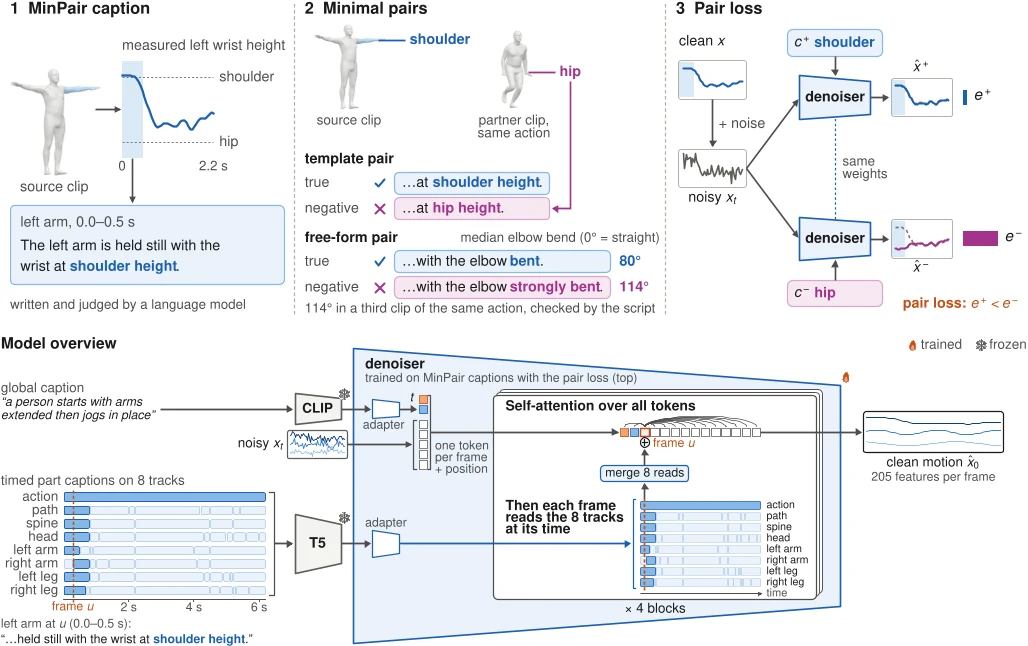 1 MinPair caption
measured left wrist height
shoulder
hip
0
2.2 s
source clip
left arm, 0.0–0.5 s
The left arm is held still with the
wrist at shoulder height.
written and judged by a language model
2 Minimal pairs
shoulder
hip
source clip
partner clip,
same action
template pair
true ✓ …at shoulder height.
negative ✕ …at hip height.
free-form pair
median elbow bend (0° = straight)
true ✓ …with the elbow bent. 80°
negative ✕ …with the elbow strongly bent. 114°
114° in a third clip of the same action, checked by the script
3 Pair loss
clean x
+ noise
noisy xₜ
c⁺ shoulder
denoiser
x̂⁺
e⁺
same
weights
denoiser
x̂⁻
e⁻
c⁻ hip
pair loss: e⁺ < e⁻
Model overview
trained
frozen
global caption
“a person starts with arms
extended then jogs in place”
CLIP
adapter
t
noisy xₜ
one token
per frame
+ position
denoiser
trained on MinPair captions with the pair loss (top)
Self-attention over all tokens
frame u
merge 8 reads
Then each frame
reads the 8 tracks
at its time
action
path
spine
head
left arm
right arm
left leg
right leg
time
× 4 blocks
clean motion x̂₀
205 features per frame
timed part captions on 8 tracks
action
path
spine
head
left arm
right arm
left leg
right leg
frame u
2 s
4 s
6 s
T5
adapter
left arm at u (0.0–0.5 s):
“…held still with the wrist at shoulder height.”